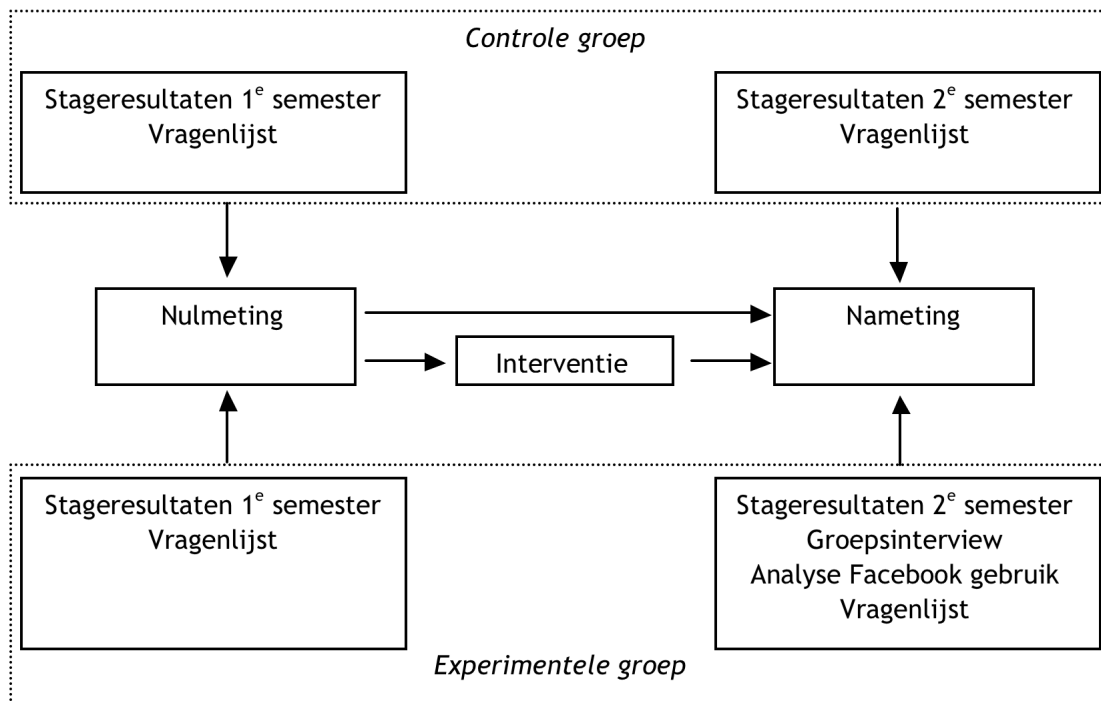 Controle groep
Stageresultaten 1e semester
Vragenlijst
Stageresultaten 2e semester
Vragenlijst
Nulmeting
Nameting
Interventie
Stageresultaten 1e semester
Vragenlijst
Stageresultaten 2e semester
Groepsinterview
Analyse Facebook gebruik
Vragenlijst
Experimentele groep